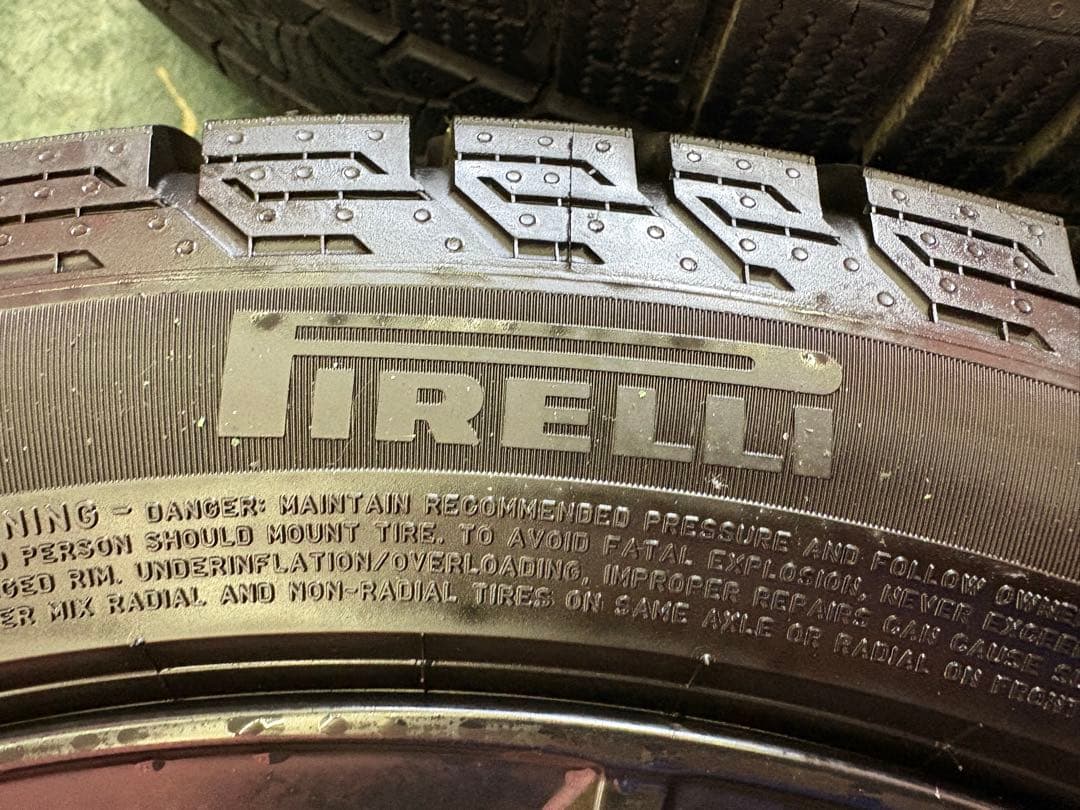 PIRELLI
NING - DANGER: MAINTAIN RECOMMENDED PRESSURE AND FOLLOW OWNE
PERSON SHOULD MOUNT TIRE. TO AVOID FATAL EXPLOSION, NEVER EXCEE
GED RIM. UNDERINFLATION/OVERLOADING, IMPROPER REPAIRS CAN CAUSE S
ER MIX RADIAL AND NON-RADIAL TIRES ON SAME AXLE OR RADIAL ON FRONT